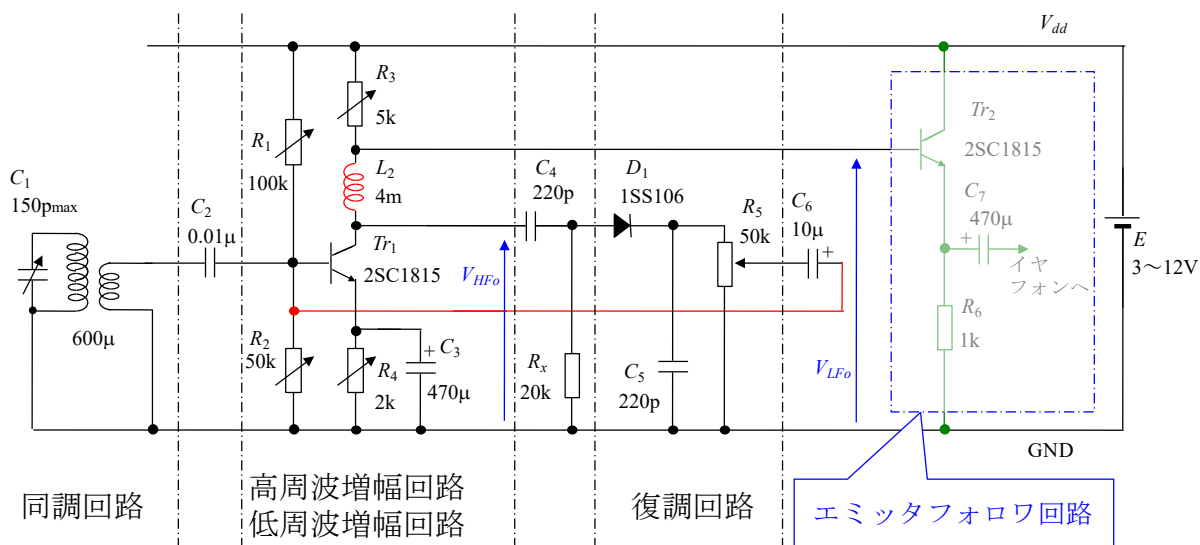 C1
150pmax
600μ
C2
0.01μ
R1
100k
R2
50k
R3
5k
L2
4m
Tr1
2SC1815
R4
2k
C3
470μ
VHFo
C4
220p
Rx
20k
D1
1SS106
C5
220p
R5
50k
C6
10μ
VLFo
Vdd
Tr2
2SC1815
C7
470μ
イヤ
フォンへ
R6
1k
E
3～12V
GND
同調回路
高周波増幅回路
低周波増幅回路
復調回路
エミッタフォロワ回路